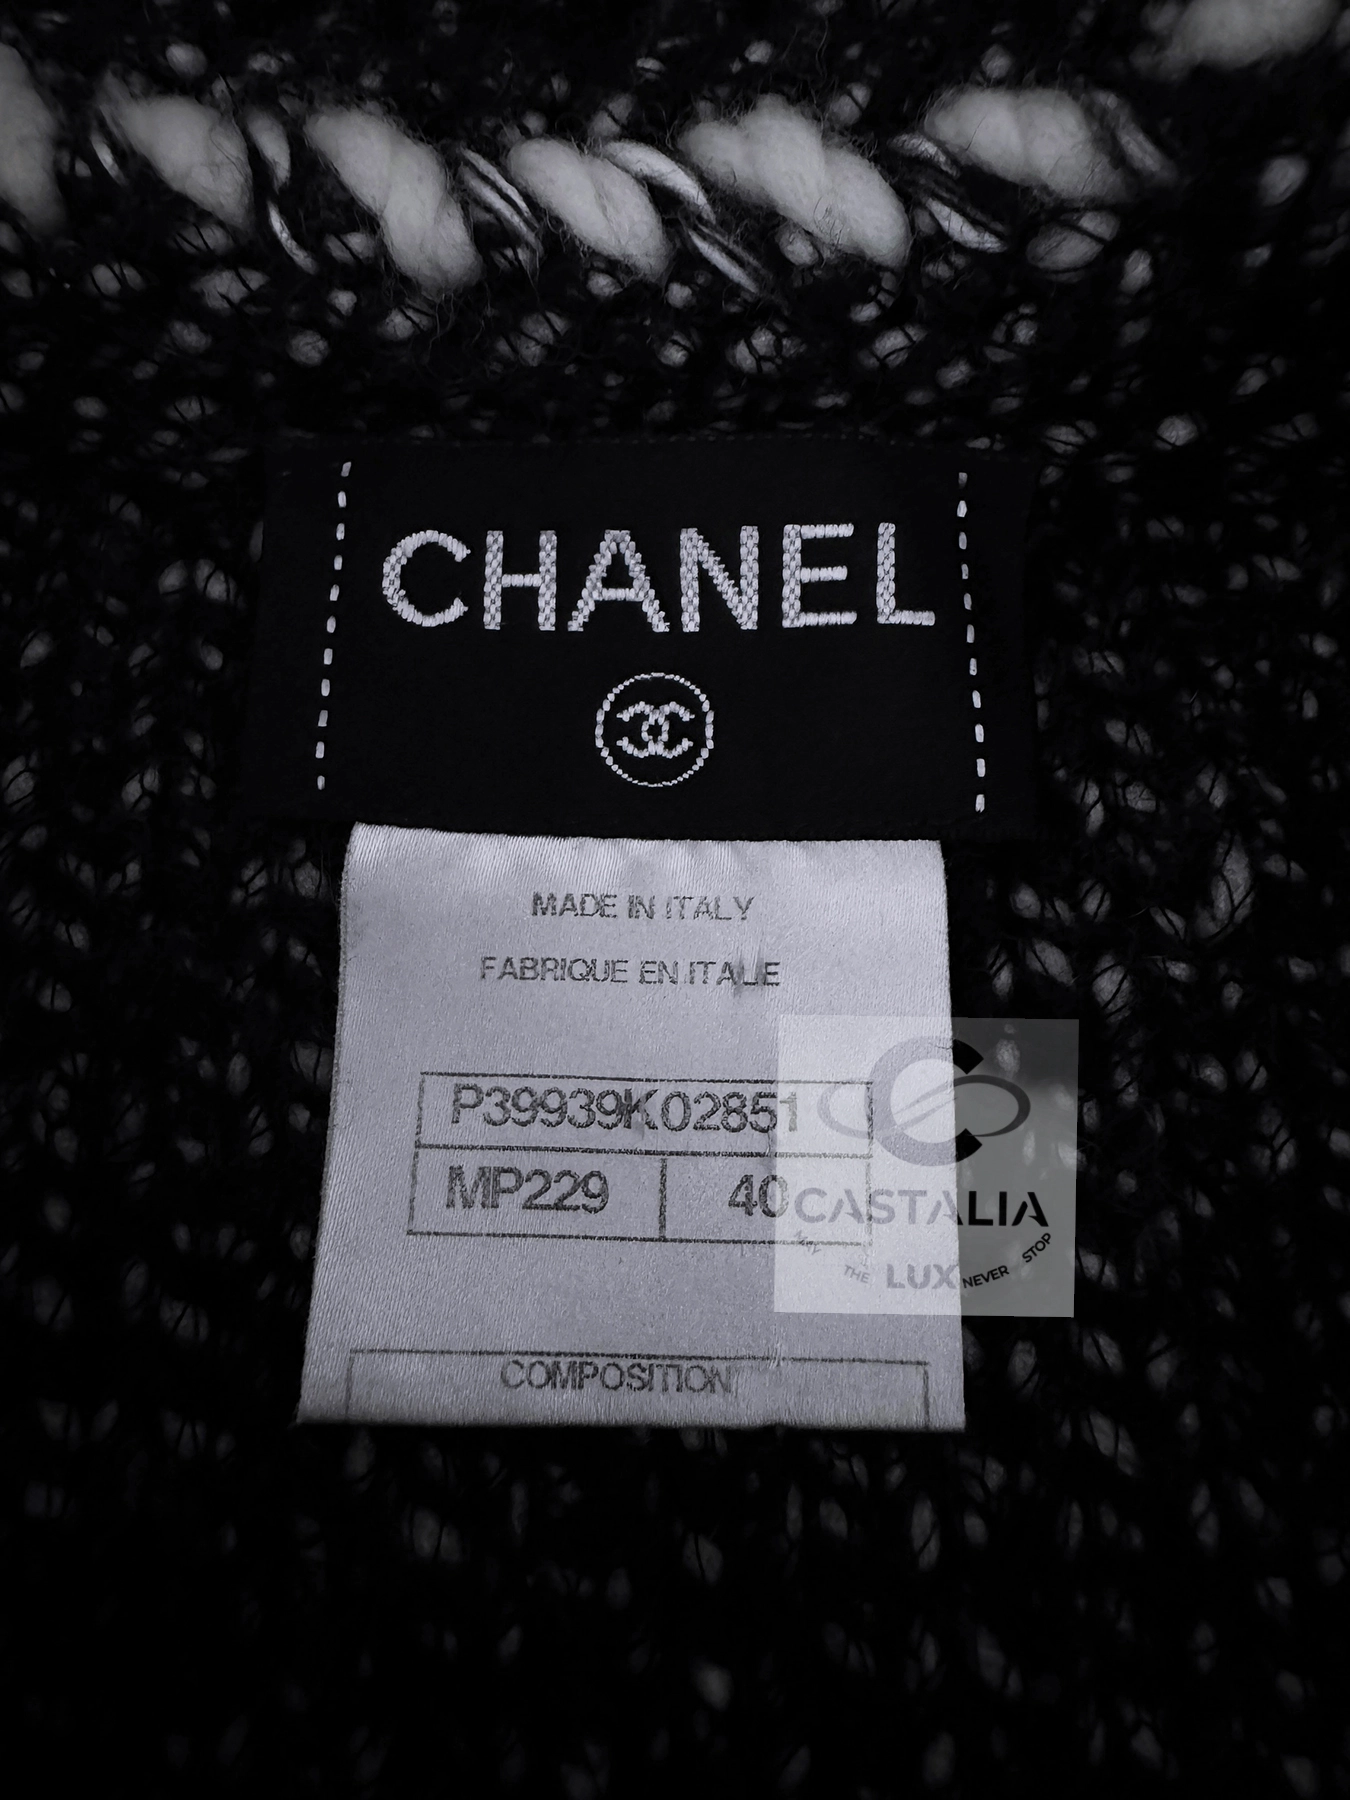 CHANEL
MADE IN ITALY
FABRIQUE EN ITALIE
P39939K02851
MP229 40
CASTALIA
THE LUX NEVER STOP
COMPOSITION